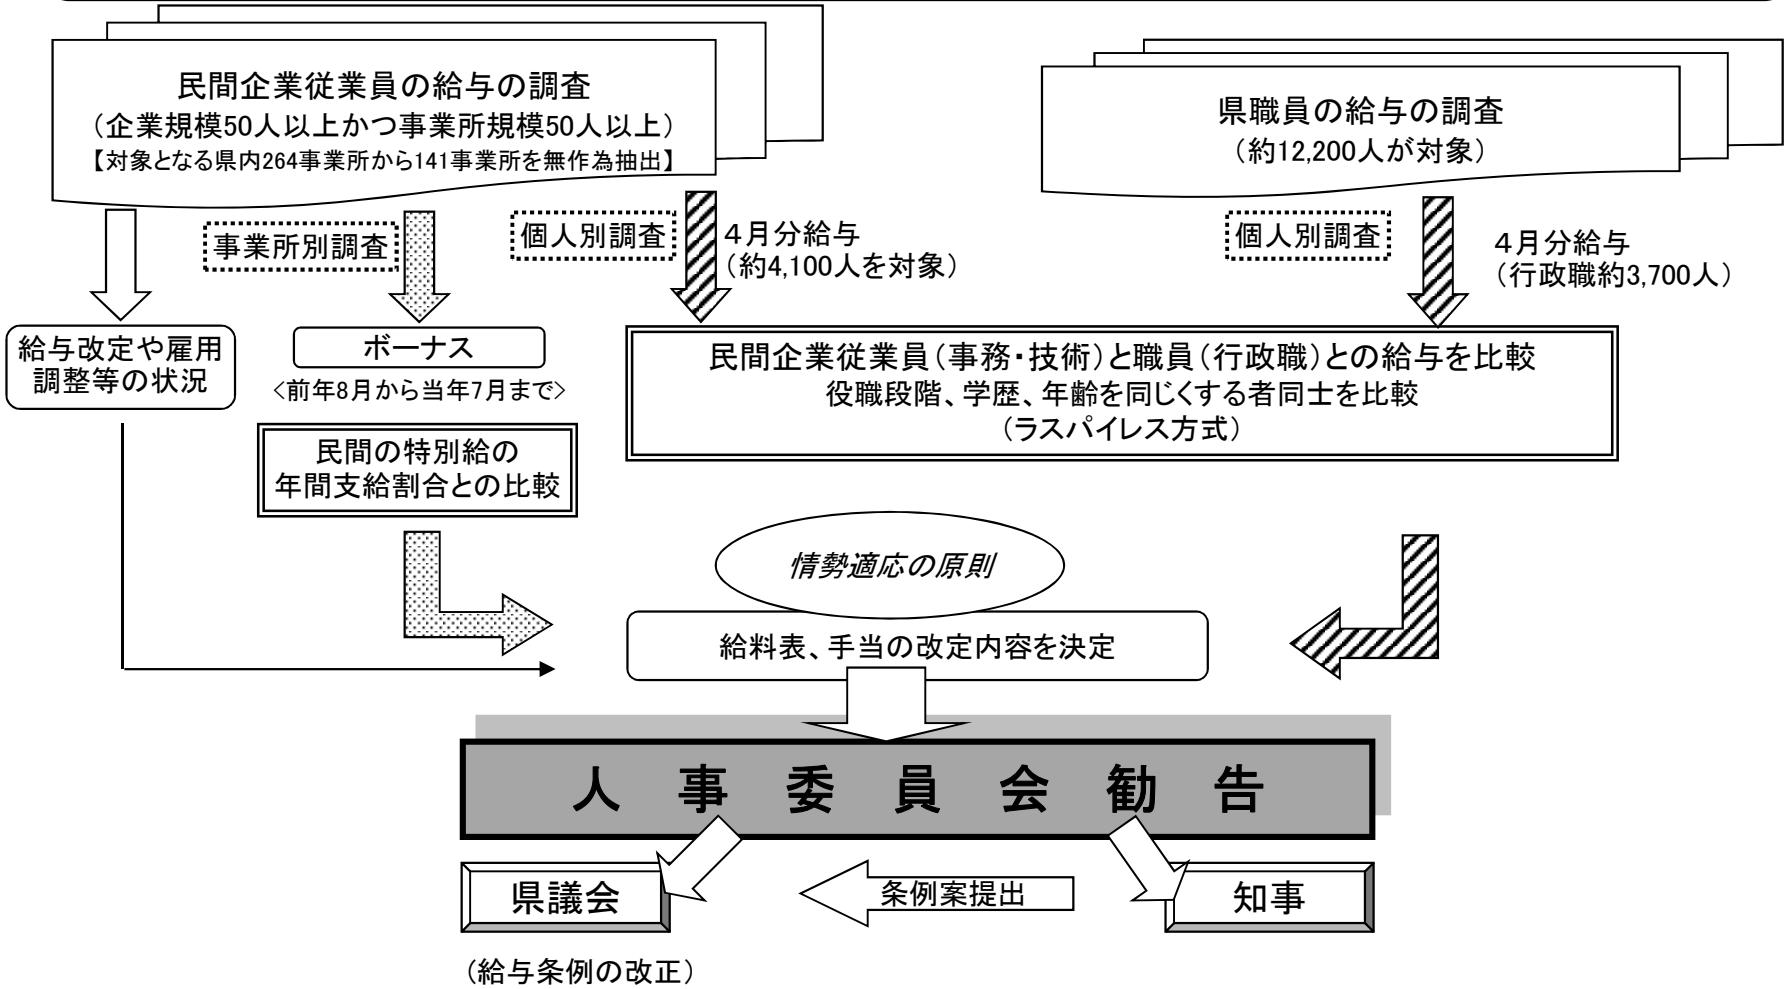 民間企業従業員の給与の調査
（企業規模50人以上かつ事業所規模50人以上）
【対象となる県内264事業所から141事業所を無作為抽出】
県職員の給与の調査
（約12,200人が対象）
事業所別調査
個人別調査
４月分給与
（約4,100人を対象）
個人別調査
４月分給与
（行政職約3,700人）
給与改定や雇用
調整等の状況
ボーナス
<前年8月から当年7月まで>
民間の特別給の
年間支給割合との比較
民間企業従業員（事務・技術）と職員（行政職）との給与を比較
役職段階、学歴、年齢を同じくする者同士を比較
（ラスパイレス方式）
情勢適応の原則
給料表、手当の改定内容を決定
人事委員会勧告
県議会
条例案提出
知事
（給与条例の改正）